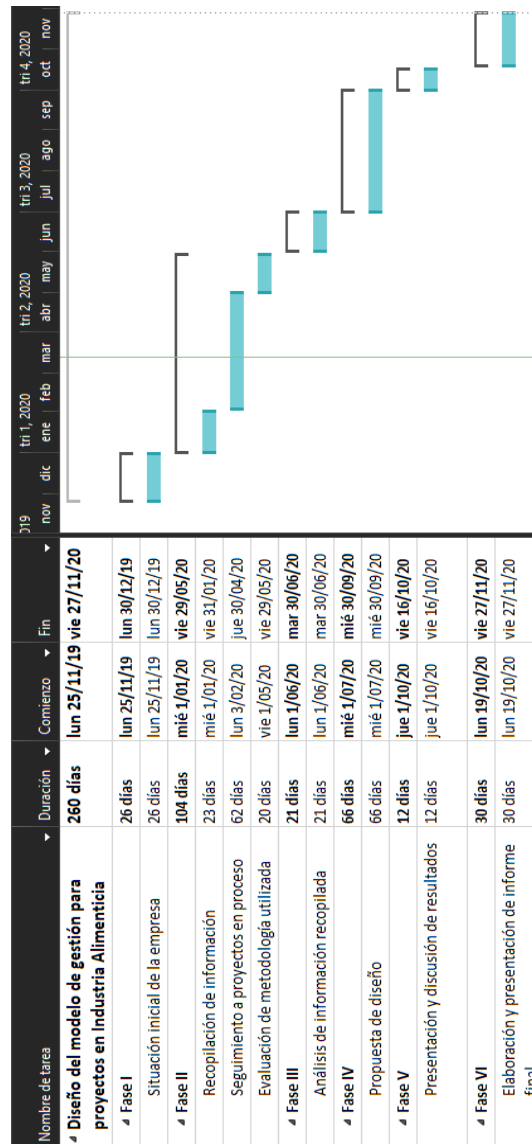 Nombre de tarea Duración Comienzo Fin
Diseño del modelo de gestión para proyectos en Industria Alimenticia 260 días lun 25/11/19 vie 27/11/20
Fase I 26 días lun 25/11/19 lun 30/12/19
Situación inicial de la empresa 26 días lun 25/11/19 lun 30/12/19
Fase II 104 días mié 1/01/20 vie 29/05/20
Recopilación de información 23 días mié 1/01/20 vie 31/01/20
Seguimiento a proyectos en proceso 62 días lun 3/02/20 jue 30/04/20
Evaluación de metodología utilizada 20 días vie 1/05/20 vie 29/05/20
Fase III 21 días lun 1/06/20 mar 30/06/20
Análisis de información recopilada 21 días lun 1/06/20 mar 30/06/20
Fase IV 66 días mié 1/07/20 mié 30/09/20
Propuesta de diseño 66 días mié 1/07/20 mié 30/09/20
Fase V 12 días jue 1/10/20 vie 16/10/20
Presentación y discusión de resultados 12 días jue 1/10/20 vie 16/10/20
Fase VI 30 días lun 19/10/20 vie 27/11/20
Elaboración y presentación de informe final 30 días lun 19/10/20 vie 27/11/20
019 tri 1, 2020 tri 2, 2020 tri 3, 2020 tri 4, 2020
nov dic ene feb mar abr may jun jul ago sep oct nov